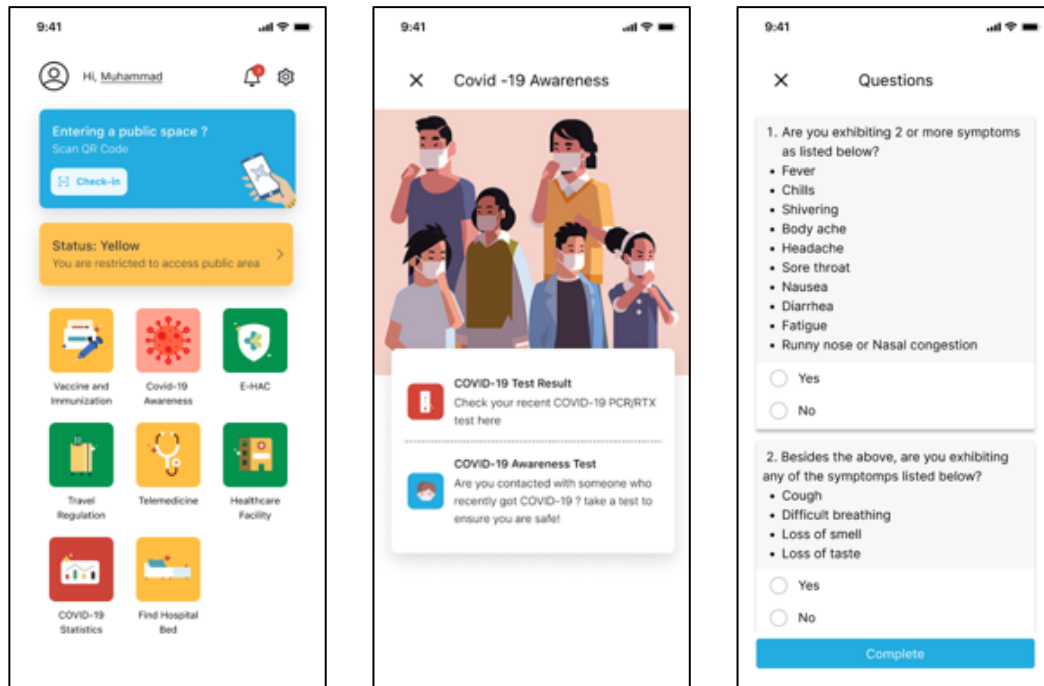 9:41
Hi, Muhammad
Entering a public space ?
Scan QR Code
Check-in
Status: Yellow
You are restricted to access public area
Vaccine and
Immunization
Covid-19
Awareness
E-HAC
Travel
Regulation
Telemedicine
Healthcare
Facility
COVID-19
Statistics
Find Hospital
Bed
9:41
Covid -19 Awareness
COVID-19 Test Result
Check your recent COVID-19 PCR/RTX
test here
COVID-19 Awareness Test
Are you contacted with someone who
recently got COVID-19 ? take a test to
ensure you are safe!
9:41
Questions
1. Are you exhibiting 2 or more symptoms
as listed below?
• Fever
• Chills
• Shivering
• Body ache
• Headache
• Sore throat
• Nausea
• Diarrhea
• Fatigue
• Runny nose or Nasal congestion
Yes
No
2. Besides the above, are you exhibiting
any of the symptomps listed below?
• Cough
• Difficult breathing
• Loss of smell
• Loss of taste
Yes
No
Complete